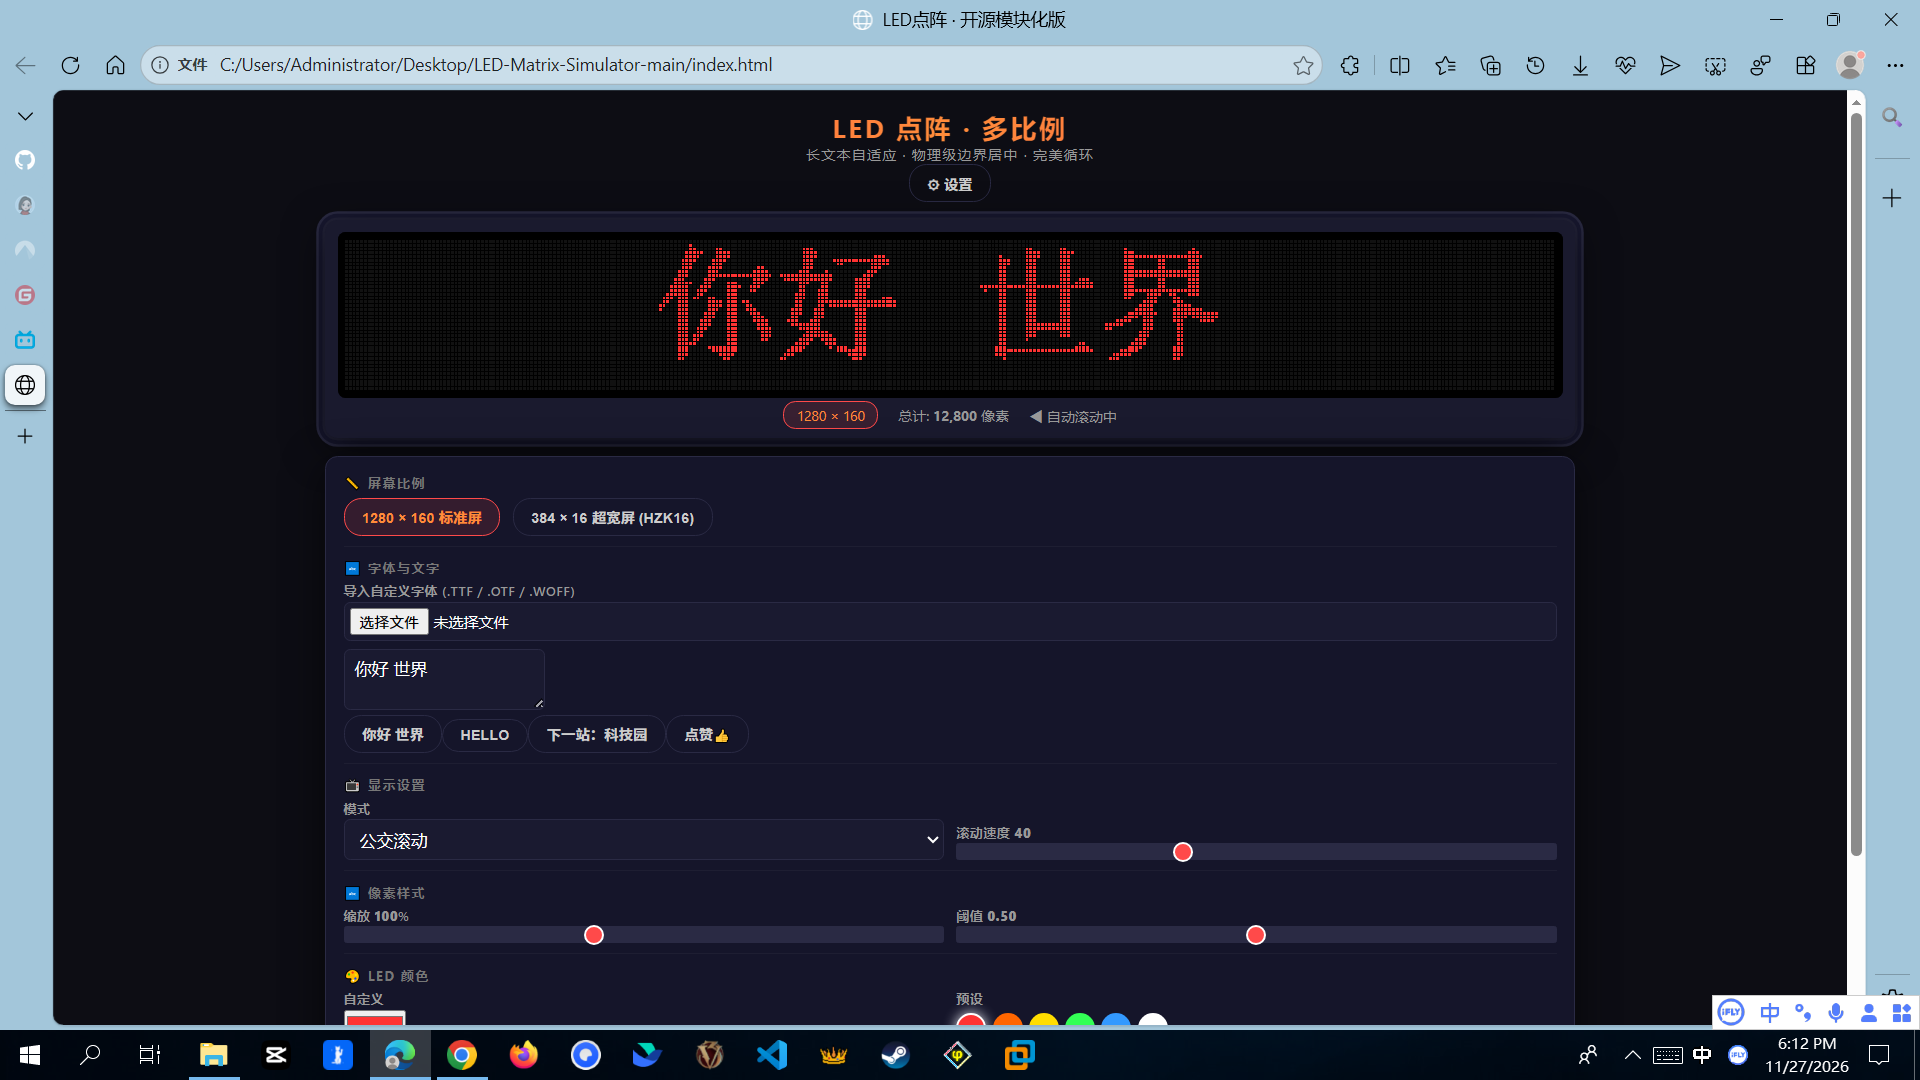 LED点阵 · 开源模块化版
文件 C:/Users/Administrator/Desktop/LED-Matrix-Simulator-main/index.html
LED 点阵 · 多比例
长文本自适应 · 物理级边界居中 · 完美循环
⚙ 设置
你好 世界
1280 × 160 总计: 12,800 像素 ◀ 自动滚动中
屏幕比例
1280 × 160 标准屏 384 × 16 超宽屏 (HZK16)
字体与文字
导入自定义字体 (.TTF / .OTF / .WOFF)
选择文件 未选择文件
你好 世界
你好 世界 HELLO 下一站：科技园 点赞👍
📺 显示设置
模式
公交滚动
滚动速度 40
像素样式
缩放 100% 阈值 0.50
🎨 LED 颜色
自定义 预设
iFLY 中
中 iFLY
6:12 PM
11/27/2026